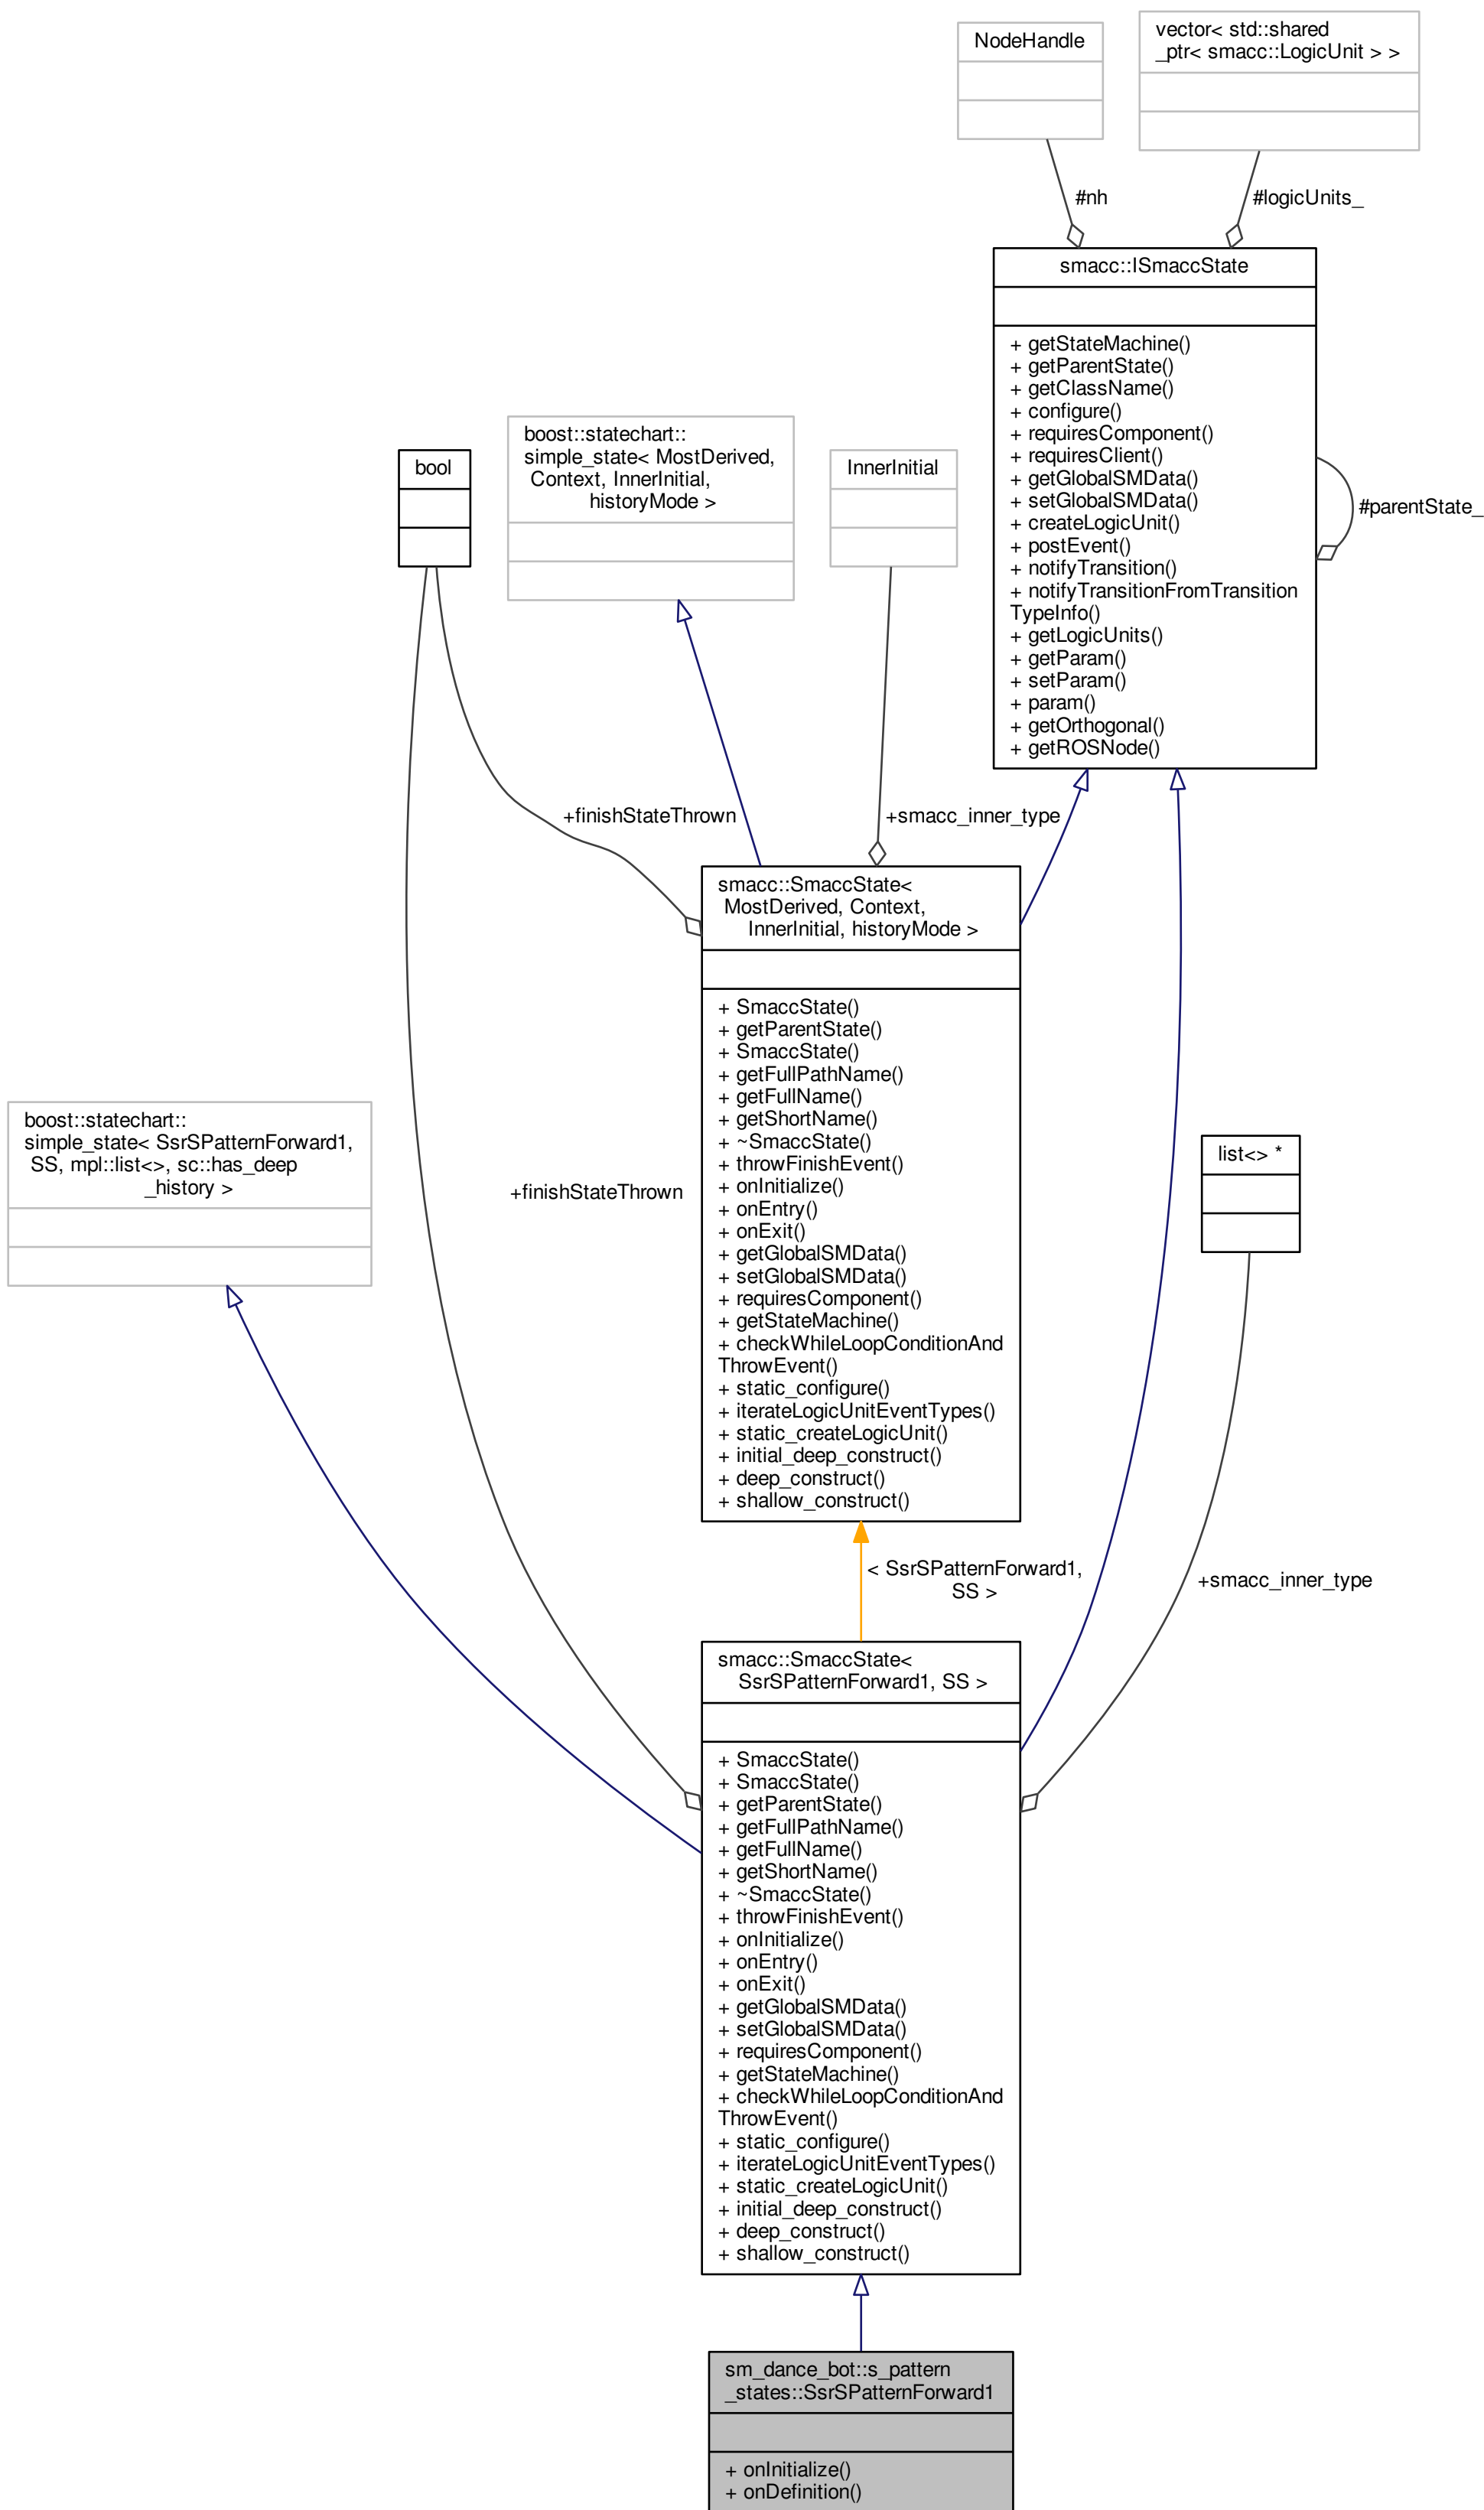 NodeHandle
vector< std::shared
_ptr< smacc::LogicUnit > >
#nh
#logicUnits_
smacc::ISmaccState
+ getStateMachine()
+ getParentState()
+ getClassName()
+ configure()
+ requiresComponent()
+ requiresClient()
+ getGlobalSMData()
+ setGlobalSMData()
+ createLogicUnit()
+ postEvent()
+ notifyTransition()
+ notifyTransitionFromTransition
TypeInfo()
+ getLogicUnits()
+ getParam()
+ setParam()
+ param()
+ getOrthogonal()
+ getROSNode()
#parentState_
bool
boost::statechart::
simple_state< MostDerived,
Context, InnerInitial,
historyMode >
InnerInitial
+finishStateThrown
+smacc_inner_type
smacc::SmaccState<
MostDerived, Context,
InnerInitial, historyMode >
+ SmaccState()
+ getParentState()
+ SmaccState()
+ getFullPathName()
+ getFullName()
+ getShortName()
+ ~SmaccState()
+ throwFinishEvent()
+ onInitialize()
+ onEntry()
+ onExit()
+ getGlobalSMData()
+ setGlobalSMData()
+ requiresComponent()
+ getStateMachine()
+ checkWhileLoopConditionAnd
ThrowEvent()
+ static_configure()
+ iterateLogicUnitEventTypes()
+ static_createLogicUnit()
+ initial_deep_construct()
+ deep_construct()
+ shallow_construct()
boost::statechart::
simple_state< SsrSPatternForward1,
SS, mpl::list<>, sc::has_deep
_history >
+finishStateThrown
list<> *
< SsrSPatternForward1,
SS >
+smacc_inner_type
smacc::SmaccState<
SsrSPatternForward1, SS >
+ SmaccState()
+ SmaccState()
+ getParentState()
+ getFullPathName()
+ getFullName()
+ getShortName()
+ ~SmaccState()
+ throwFinishEvent()
+ onInitialize()
+ onEntry()
+ onExit()
+ getGlobalSMData()
+ setGlobalSMData()
+ requiresComponent()
+ getStateMachine()
+ checkWhileLoopConditionAnd
ThrowEvent()
+ static_configure()
+ iterateLogicUnitEventTypes()
+ static_createLogicUnit()
+ initial_deep_construct()
+ deep_construct()
+ shallow_construct()
sm_dance_bot::s_pattern
_states::SsrSPatternForward1
+ onInitialize()
+ onDefinition()